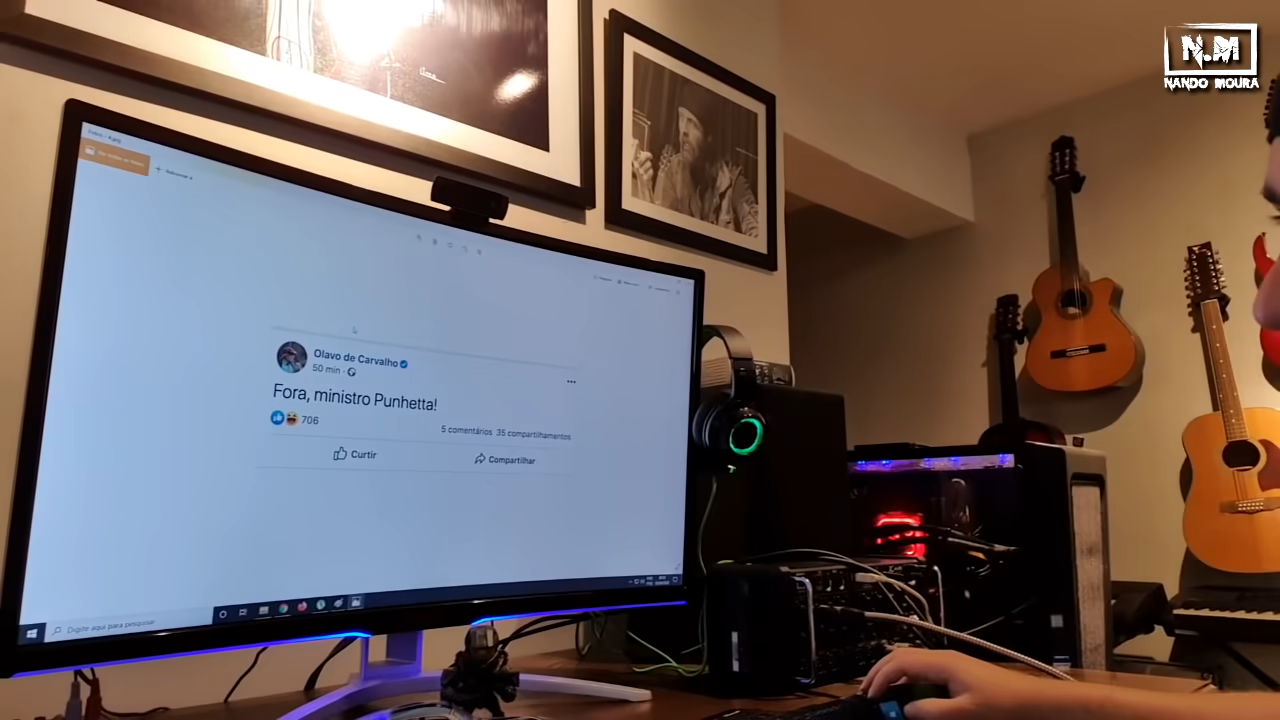 N.M
NANDO MOURA
Olavo de Carvalho
50 min
Fora, ministro Punhetta!
706
5 comentários 35 compartilhamentos
Curtir
Compartilhar
Digite aqui para pesquisar